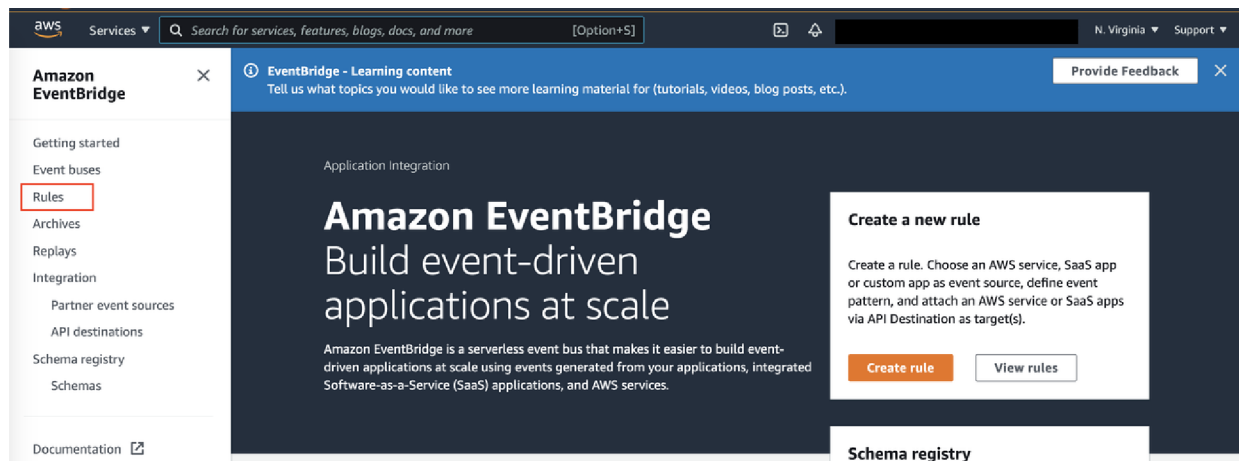 aws
Services ▼
Search for services, features, blogs, docs, and more
[Option+S]
N. Virginia ▼
Support ▼
Amazon
EventBridge
Getting started
Event buses
Rules
Archives
Replays
Integration
Partner event sources
API destinations
Schema registry
Schemas
Documentation
EventBridge - Learning content
Tell us what topics you would like to see more learning material for (tutorials, videos, blog posts, etc.).
Provide Feedback
Application Integration
Amazon EventBridge
Build event-driven
applications at scale
Amazon EventBridge is a serverless event bus that makes it easier to build event-
driven applications at scale using events generated from your applications, integrated
Software-as-a-Service (SaaS) applications, and AWS services.
Create a new rule
Create a rule. Choose an AWS service, SaaS app
or custom app as event source, define event
pattern, and attach an AWS service or SaaS apps
via API Destination as target(s).
Create rule
View rules
Schema registry